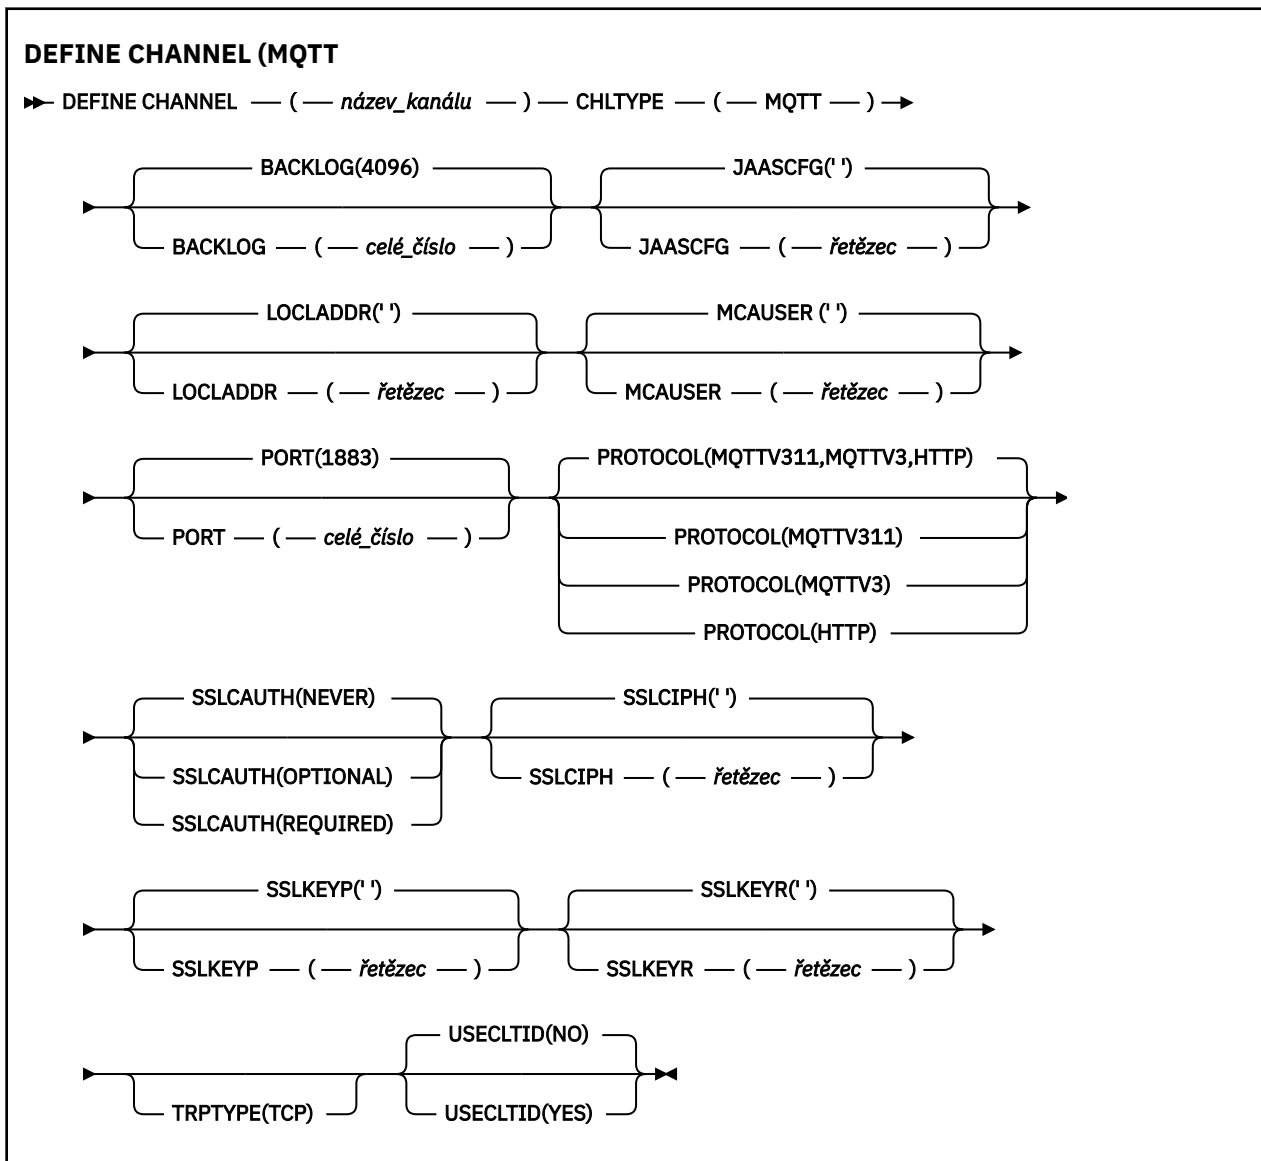 DEFINE CHANNEL (MQTT
DEFINE CHANNEL ( název_kanálu ) CHLTYPE ( MQTT )
BACKLOG(4096) JAASCFG(' ')
BACKLOG ( celé_číslo ) JAASCFG ( řetězec )
LOCLADDR(' ') MCAUSER (' ')
LOCLADDR ( řetězec ) MCAUSER ( řetězec )
PORT(1883) PROTOCOL(MQTTV311,MQTTV3,HTTP)
PORT ( celé_číslo ) PROTOCOL(MQTTV311)
PROTOCOL(MQTTV3)
PROTOCOL(HTTP)
SSLCAUTH(NEVER) SSLCIPH(' ')
SSLCAUTH(OPTIONAL) SSLCIPH ( řetězec )
SSLCAUTH(REQUIRED)
SSLKEYP(' ') SSLKEYR(' ')
SSLKEYP ( řetězec ) SSLKEYR ( řetězec )
USECLTID(NO)
TRPTYPE(TCP) USECLTID(YES)